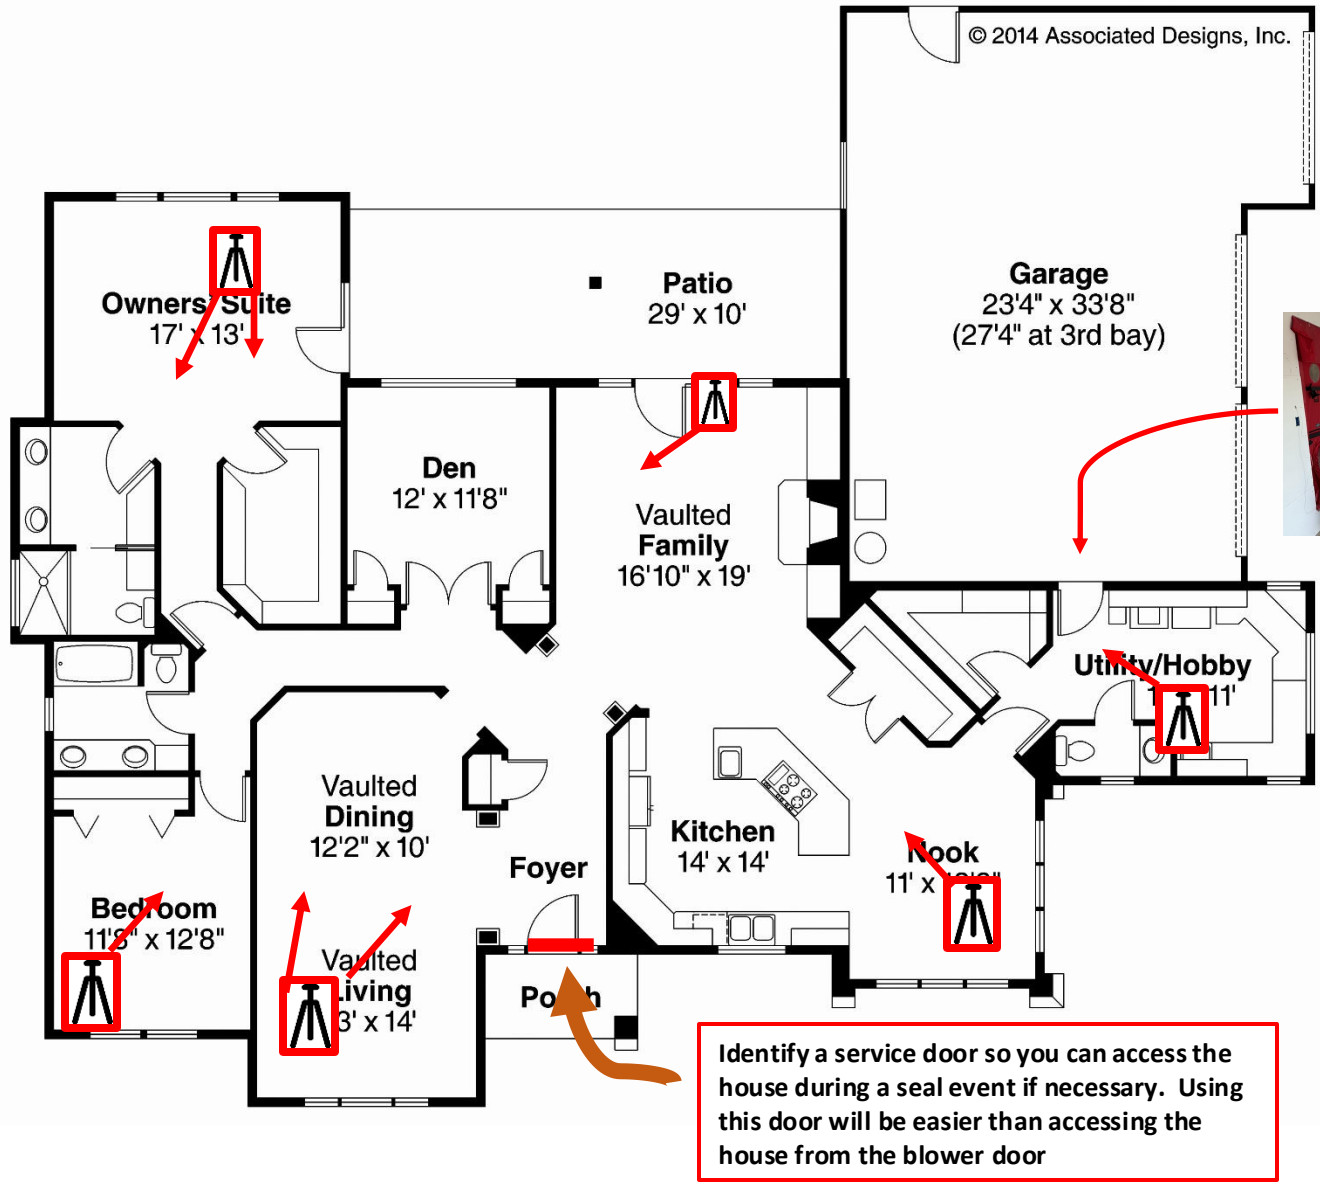 © 2014 Associated Designs, Inc.
Garage
23'4" x 33'8"
(27'4" at 3rd bay)
Patio
29' x 10'
Owners' Suite
17' x 13'
Den
12' x 11'8"
Vaulted
Family
16'10" x 19'
Utility/Hobby
11'
Vaulted
Dining
12'2" x 10'
Kitchen
14' x 14'
Nook
11' x
Foyer
Bedroom
11'8" x 12'8"
Vaulted
Living
3' x 14'
Porch
Identify a service door so you can access the
house during a seal event if necessary. Using
this door will be easier than accessing the
house from the blower door